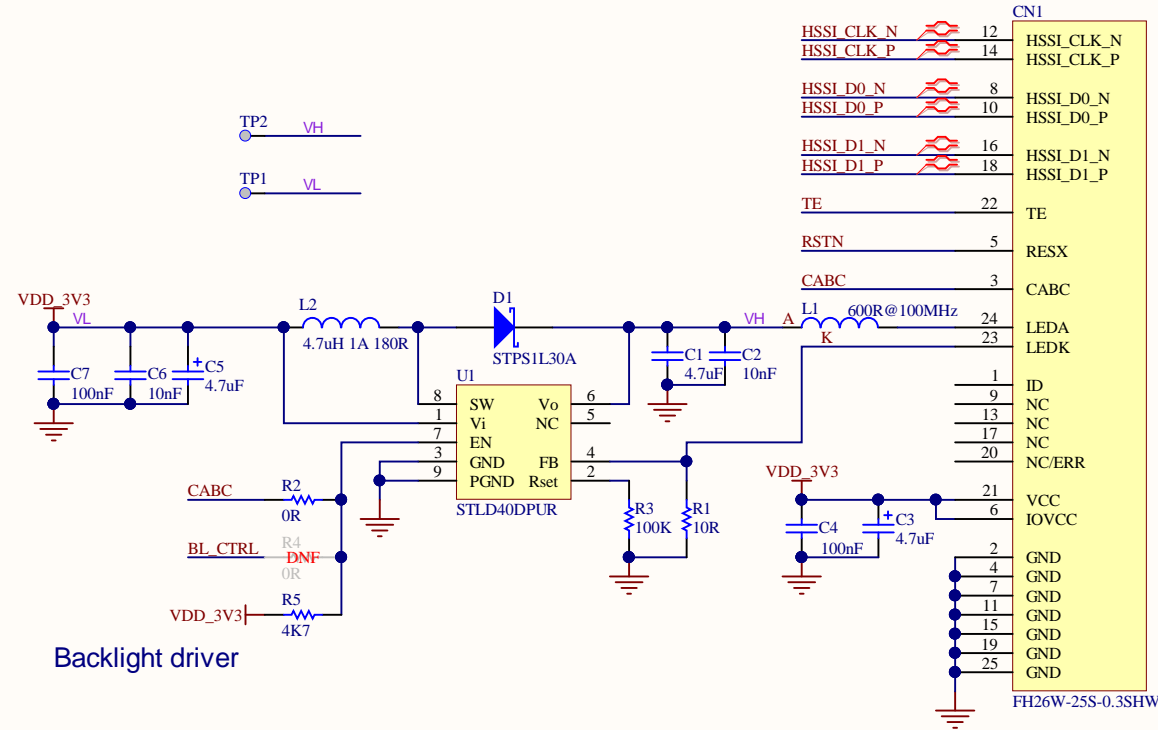 CN1
HSSI_CLK_N 12 HSSI_CLK_N
HSSI_CLK_P 14 HSSI_CLK_P
HSSI_D0_N 8 HSSI_D0_N
HSSI_D0_P 10 HSSI_D0_P
TP2 VH
HSSI_D1_N 16 HSSI_D1_N
HSSI_D1_P 18 HSSI_D1_P
TP1 VL
TE 22 TE
RSTN 5 RESX
CABC 3 CABC
VDD_3V3
VL
L2
4.7uH 1A 180R
D1
STPS1L30A
VH A
L1 600R@100MHz
K
24 LEDA
23 LEDK
C7
100nF
C6
10nF
+
C5
4.7uF
C1
4.7uF
C2
10nF
U1
8 SW Vo 6
1 Vi NC 5
7 EN
3 GND FB 4
9 PGND Rset 2
STLD40DPUR
1 ID
9 NC
13 NC
17 NC
20 NC/ERR
CABC
R2
0R
BL_CTRL
R4
DNF
0R
VDD_3V3
R5
4K7
R3
100K
R1
10R
VDD_3V3
C4
100nF
+
C3
4.7uF
21 VCC
6 IOVCC
2 GND
4 GND
7 GND
11 GND
15 GND
19 GND
25 GND
Backlight driver
FH26W-25S-0.3SHW